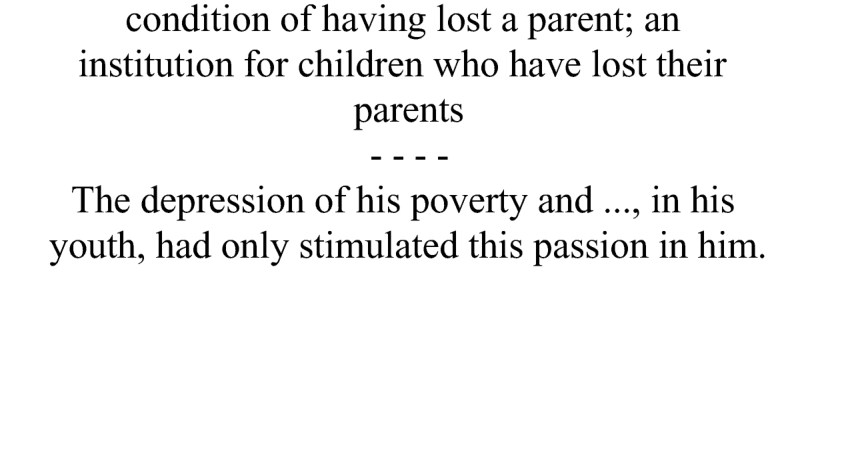 condition of having lost a parent; an
institution for children who have lost their
parents
- - - -
The depression of his poverty and ..., in his
youth, had only stimulated this passion in him.